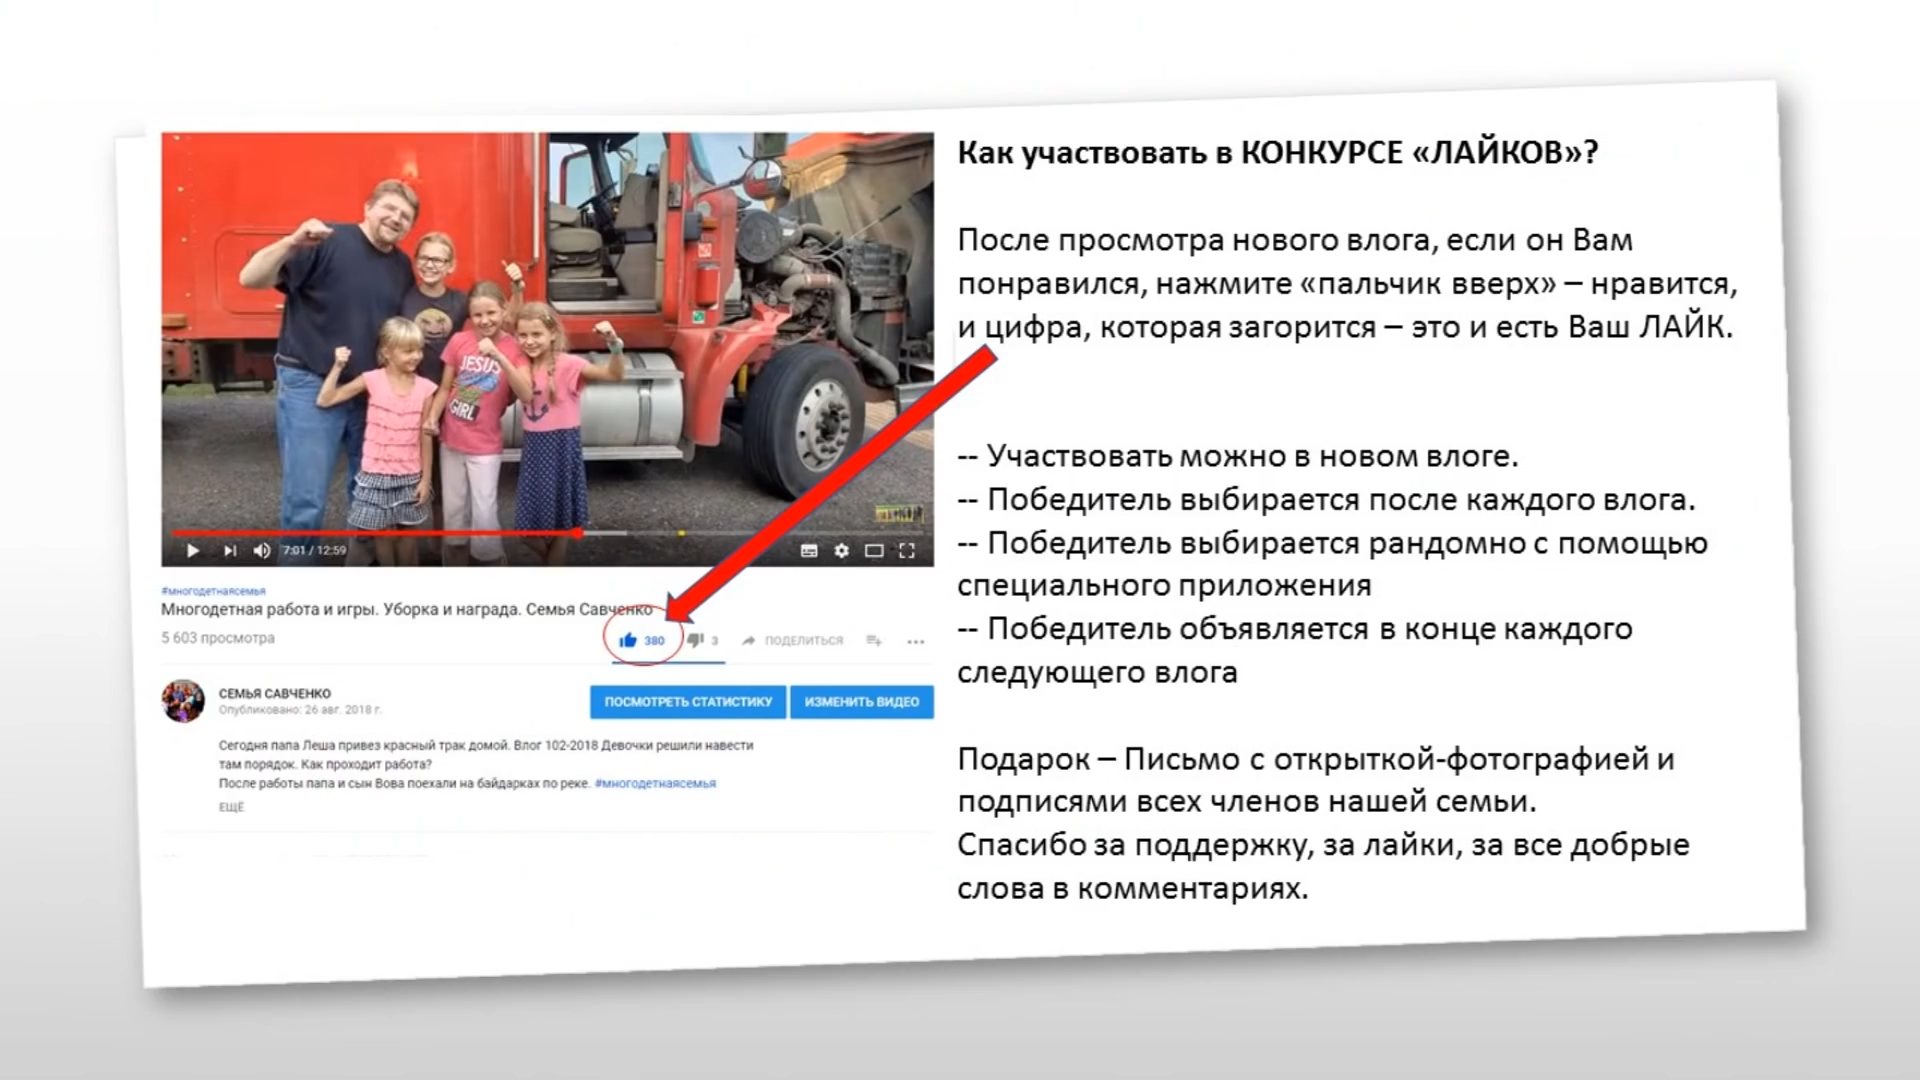 JESUS
GIRL
7:01 / 12:59
#многодетнаясемья
Многодетная работа и игры. Уборка и награда. Семья Савченко
5 603 просмотра
380
3
ПОДЕЛИТЬСЯ
СЕМЬЯ САВЧЕНКО
Опубликовано: 26 авг. 2018 г.
ПОСМОТРЕТЬ СТАТИСТИКУ
ИЗМЕНИТЬ ВИДЕО
Сегодня папа Леша привез красный трак домой. Влог 102-2018 Девочки решили навести
там порядок. Как проходит работа?
После работы папа и сын Вова поехали на байдарках по реке. #многодетнаясемья
ЕЩЁ
Как участвовать в КОНКУРСЕ «ЛАЙКОВ»?
После просмотра нового влога, если он Вам
понравился, нажмите «пальчик вверх» – нравится,
и цифра, которая загорится – это и есть Ваш ЛАЙК.
-- Участвовать можно в новом влоге.
-- Победитель выбирается после каждого влога.
-- Победитель выбирается рандомно с помощью
специального приложения
-- Победитель объявляется в конце каждого
следующего влога
Подарок – Письмо с открыткой-фотографией и
подписями всех членов нашей семьи.
Спасибо за поддержку, за лайки, за все добрые
слова в комментариях.